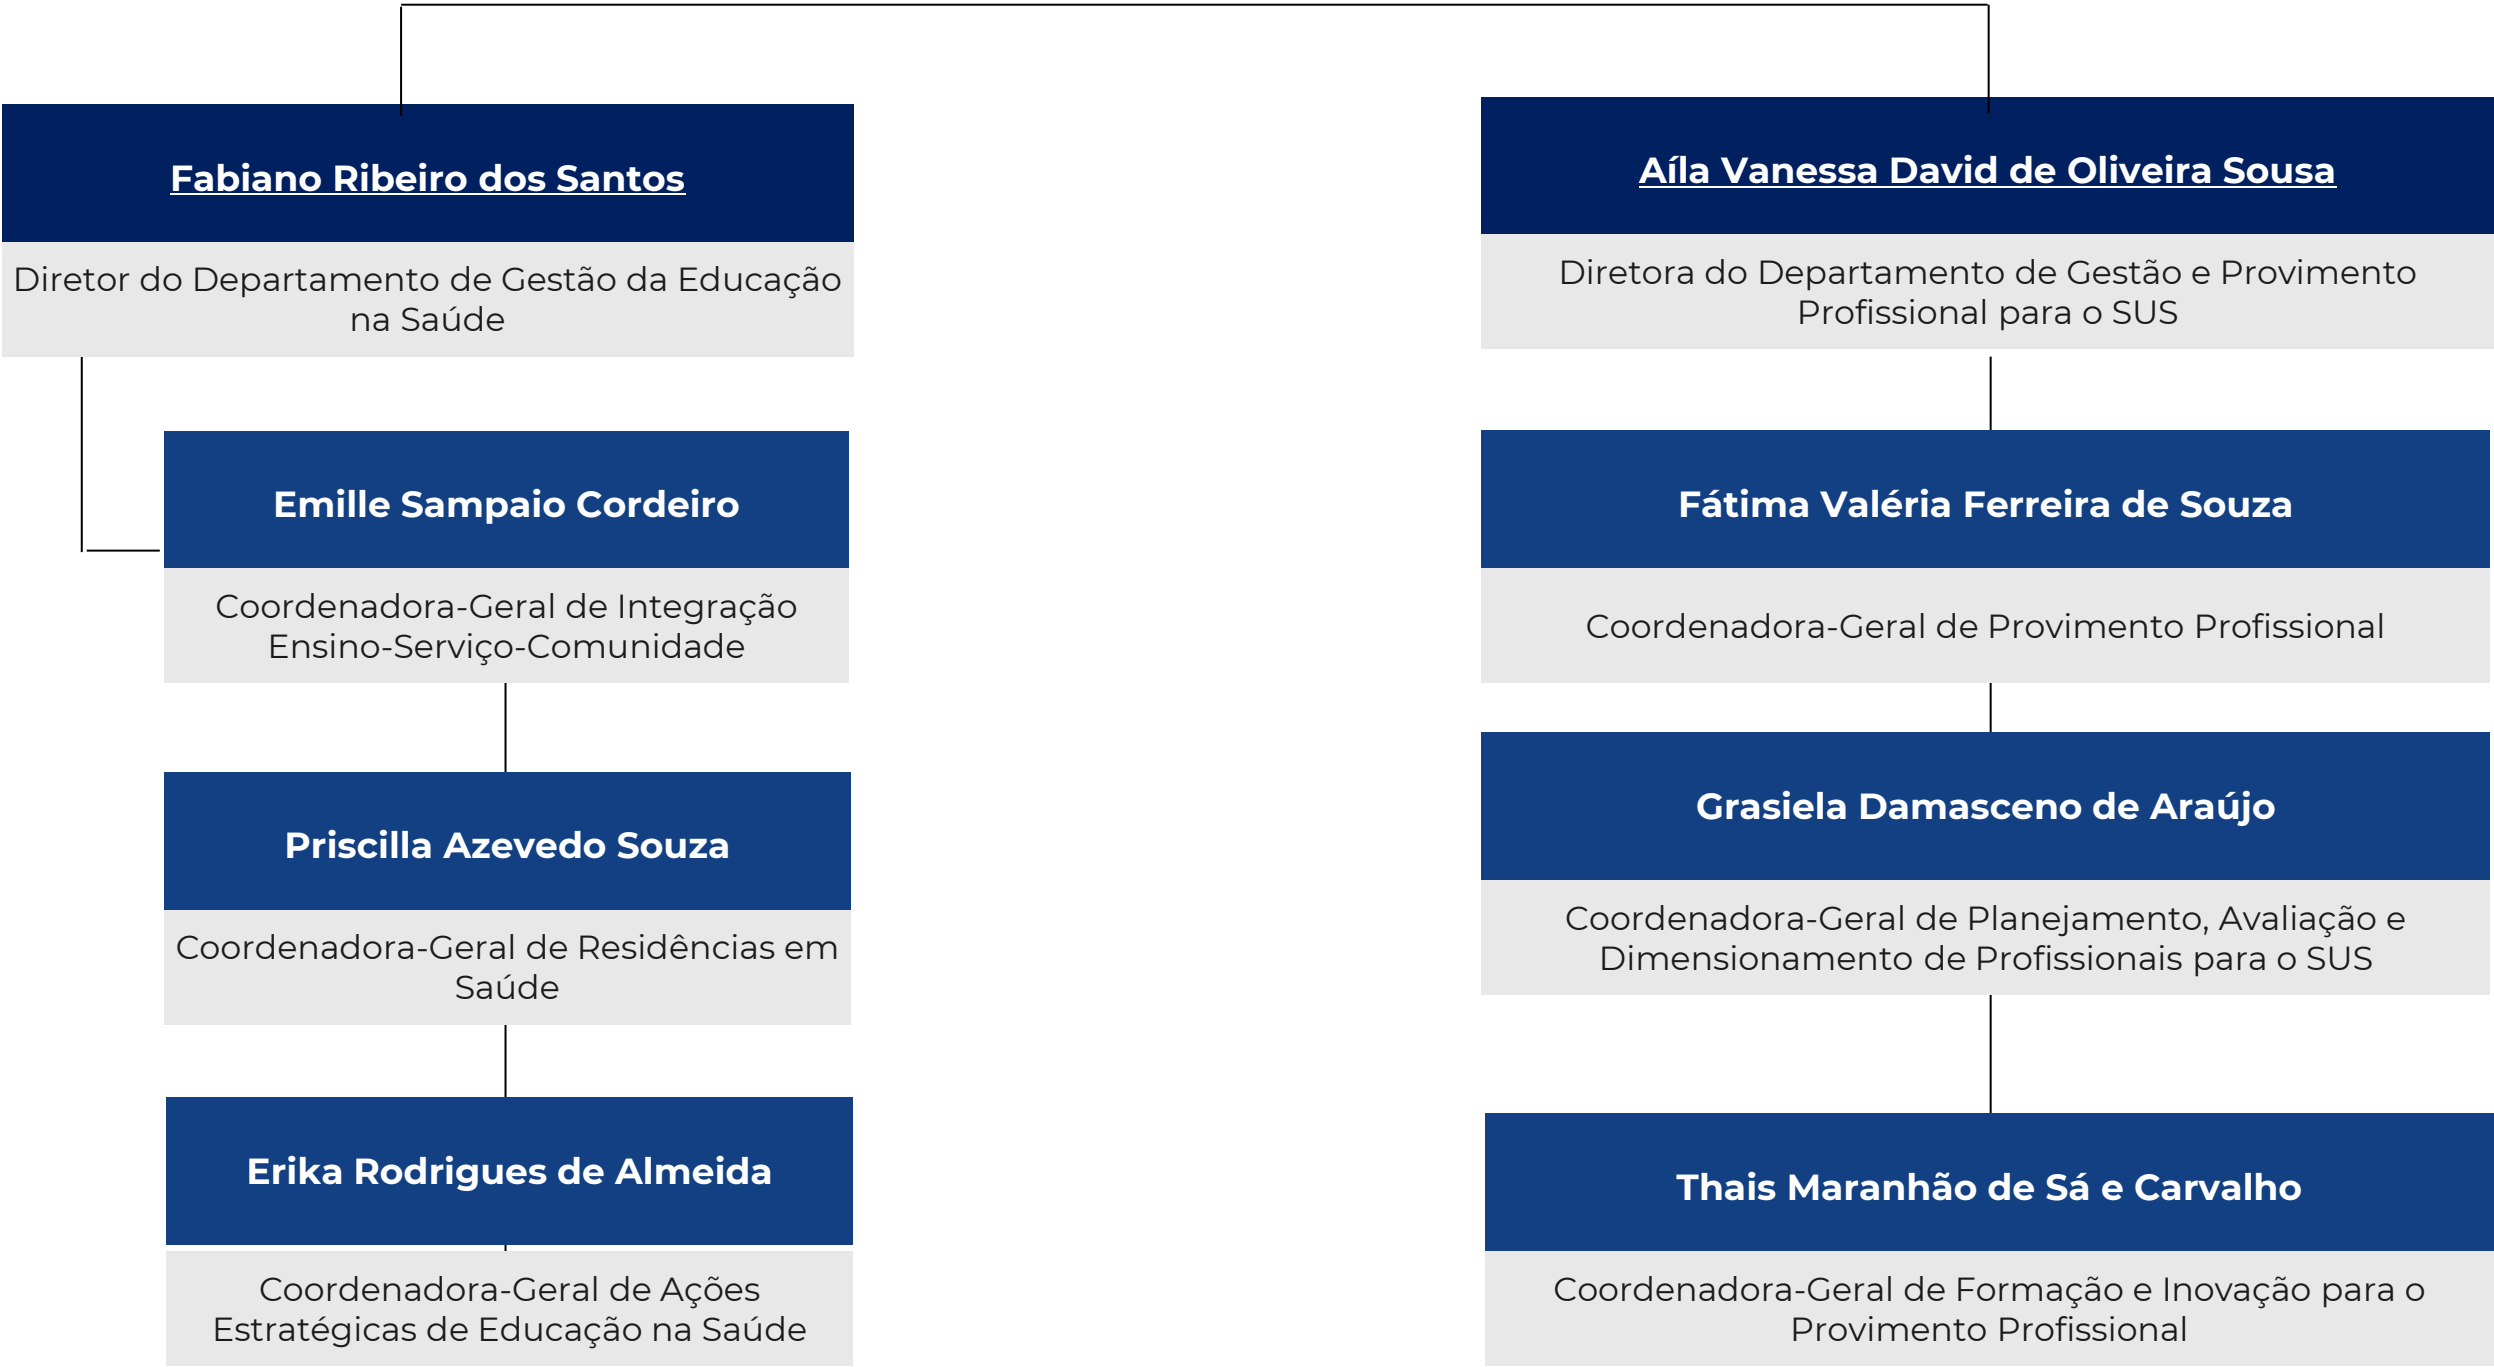 Fabiano Ribeiro dos Santos
Diretor do Departamento de Gestão da Educação
na Saúde
Emille Sampaio Cordeiro
Coordenadora-Geral de Integração
Ensino-Serviço-Comunidade
Priscilla Azevedo Souza
Coordenadora-Geral de Residências em
Saúde
Erika Rodrigues de Almeida
Coordenadora-Geral de Ações
Estratégicas de Educação na Saúde
Aíla Vanessa David de Oliveira Sousa
Diretora do Departamento de Gestão e Provimento
Profissional para o SUS
Fátima Valéria Ferreira de Souza
Coordenadora-Geral de Provimento Profissional
Grasiela Damasceno de Araújo
Coordenadora-Geral de Planejamento, Avaliação e
Dimensionamento de Profissionais para o SUS
Thais Maranhão de Sá e Carvalho
Coordenadora-Geral de Formação e Inovação para o
Provimento Profissional